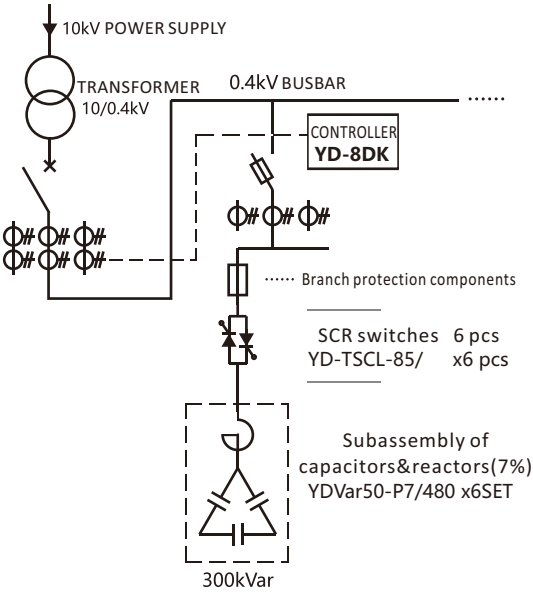 10kV POWER SUPPLY
TRANSFORMER
10/0.4kV
0.4kV BUSBAR
......
CONTROLLER
YD-8DK
...... Branch protection components
SCR switches 6 pcs
YD-TSCL-85/ x6 pcs
Subassembly of
capacitors&reactors(7%)
YDVar50-P7/480 x6SET
300kVar